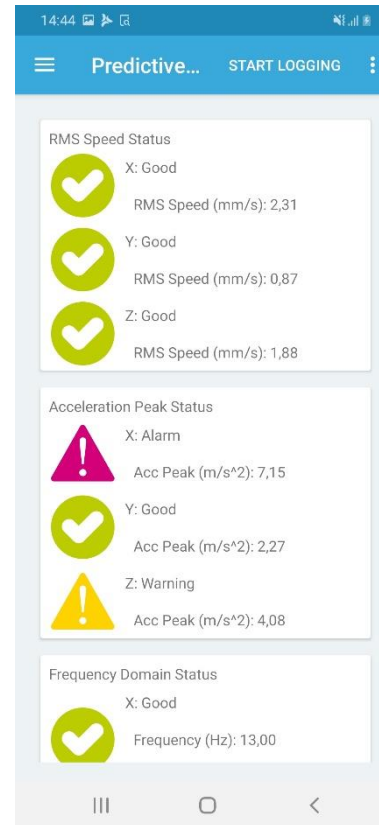 14:44
Predictive... START LOGGING
RMS Speed Status
X: Good
RMS Speed (mm/s): 2,31
Y: Good
RMS Speed (mm/s): 0,87
Z: Good
RMS Speed (mm/s): 1,88
Acceleration Peak Status
X: Alarm
Acc Peak (m/s^2): 7,15
Y: Good
Acc Peak (m/s^2): 2,27
Z: Warning
Acc Peak (m/s^2): 4,08
Frequency Domain Status
X: Good
Frequency (Hz): 13,00